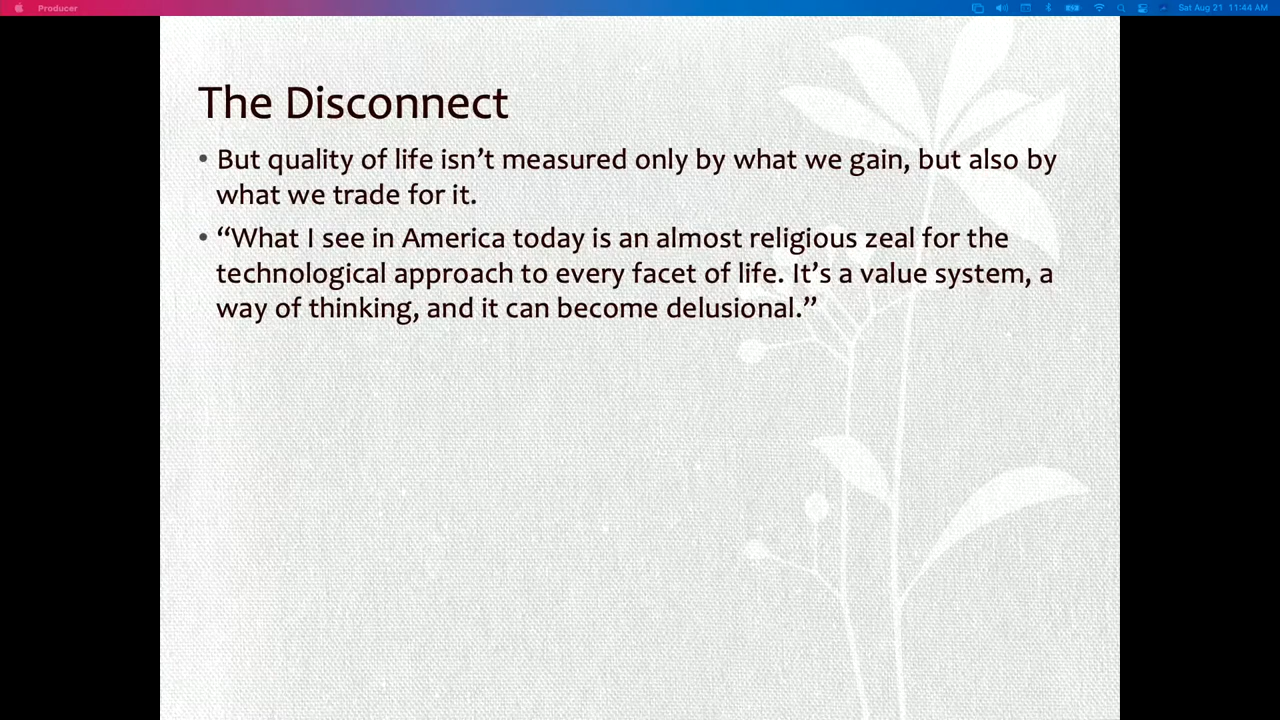 Producer
Sat Aug 21 11:44 AM
The Disconnect
• But quality of life isn’t measured only by what we gain, but also by
what we trade for it.
• “What I see in America today is an almost religious zeal for the
technological approach to every facet of life. It’s a value system, a
way of thinking, and it can become delusional.”